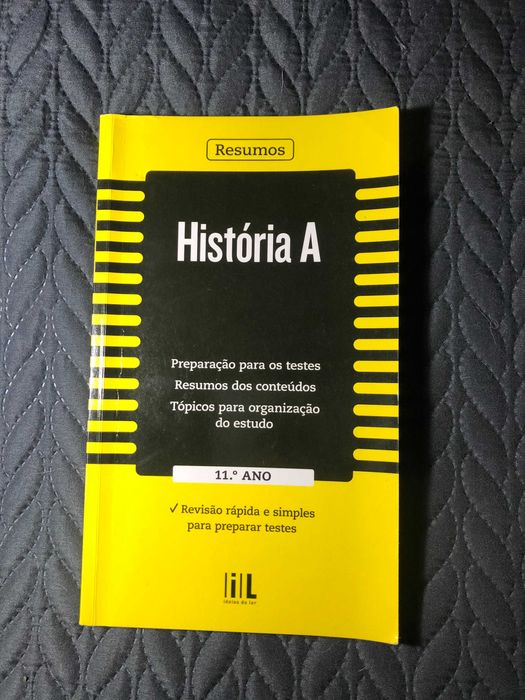 Resumos
História A
Preparação para os testes
Resumos dos conteúdos
Tópicos para organização
do estudo
11.º ANO
✓ Revisão rápida e simples
para preparar testes
iL
ideias de ler